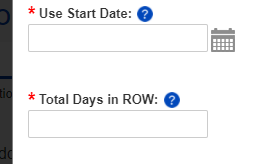 * Use Start Date: ?
* Total Days in ROW: ?